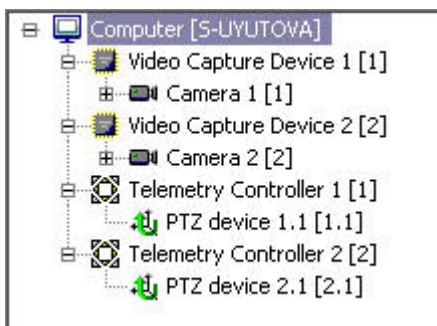 Computer [S-UYUTOVA]
Video Capture Device 1 [1]
Camera 1 [1]
Video Capture Device 2 [2]
Camera 2 [2]
Telemetry Controller 1 [1]
PTZ device 1.1 [1.1]
Telemetry Controller 2 [2]
PTZ device 2.1 [2.1]